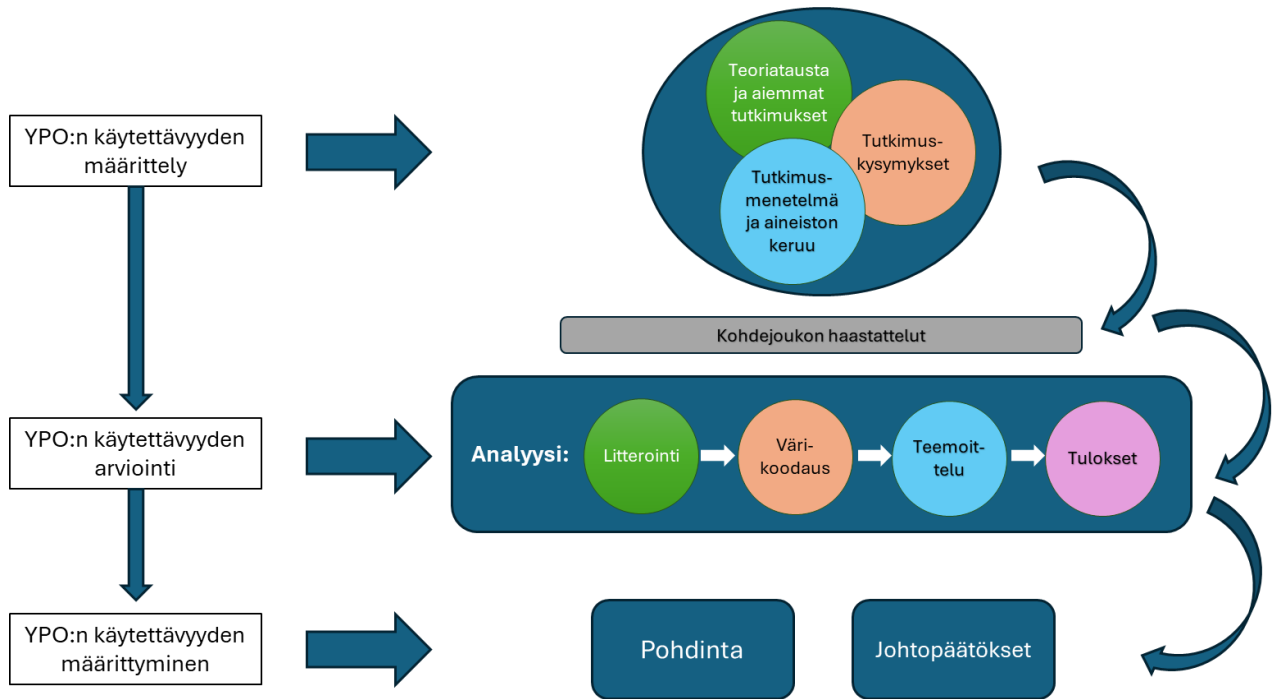 YPO:n käytettävyyden
määrittely
Teoriatausta
ja aiemmat
tutkimukset
Tutkimus-
kysymykset
Tutkimus-
menetelmä
ja aineiston
keruu
Kohdejoukon haastattelut
YPO:n käytettävyyden
arviointi
Analyysi:
Litterointi
Väri-
koodaus
Teemoit-
telu
Tulokset
YPO:n käytettävyyden
määrittyminen
Pohdinta
Johtopäätökset